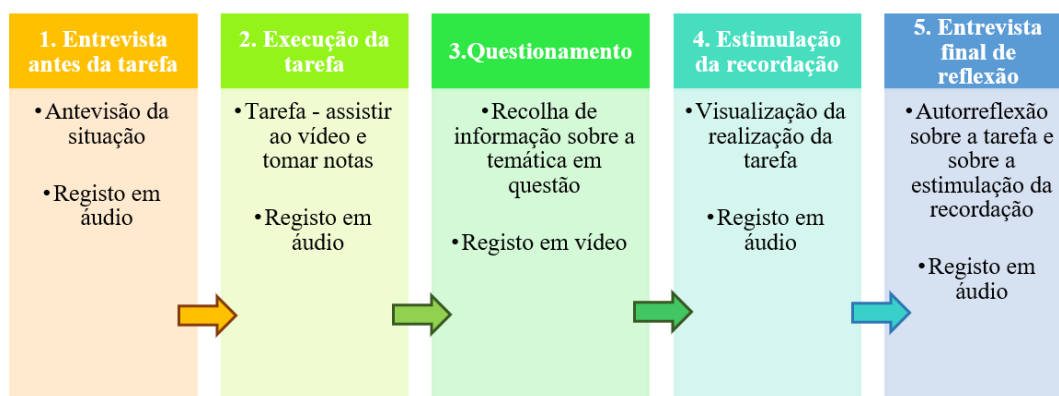 1. Entrevista
antes da tarefa
•Antevisão da
situação
•Registo em
áudio
2. Execução da
tarefa
•Tarefa - assistir
ao vídeo e
tomar notas
•Registo em
áudio
3.Questionamento
•Recolha de
informação sobre a
temática em
questão
•Registo em vídeo
4. Estimulação
da recordação
•Visualização da
realização da
tarefa
•Registo em
áudio
5. Entrevista
final de
reflexão
•Autorreflexão
sobre a tarefa e
sobre a
estimulação da
recordação
•Registo em
áudio